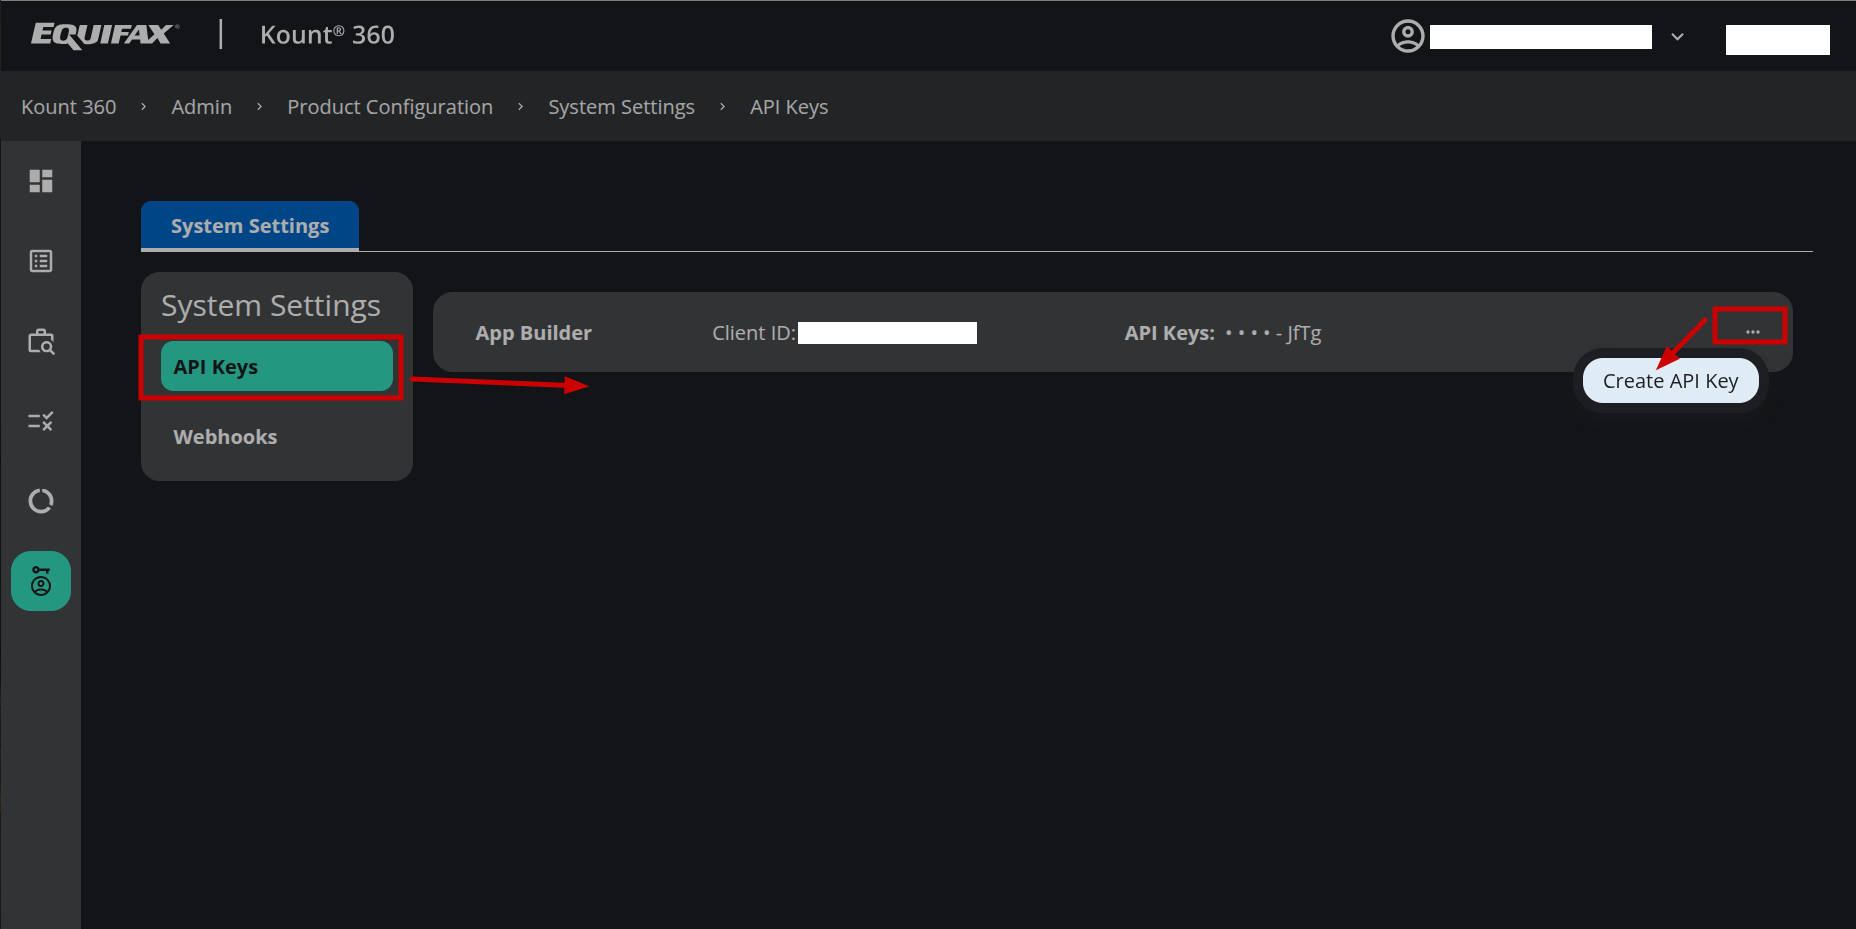 EQUIFAX® | Kount® 360
Kount 360 › Admin › Product Configuration › System Settings › API Keys
System Settings
System Settings
API Keys
Webhooks
App Builder Client ID: API Keys: • • • • - JfTg ...
Create API Key